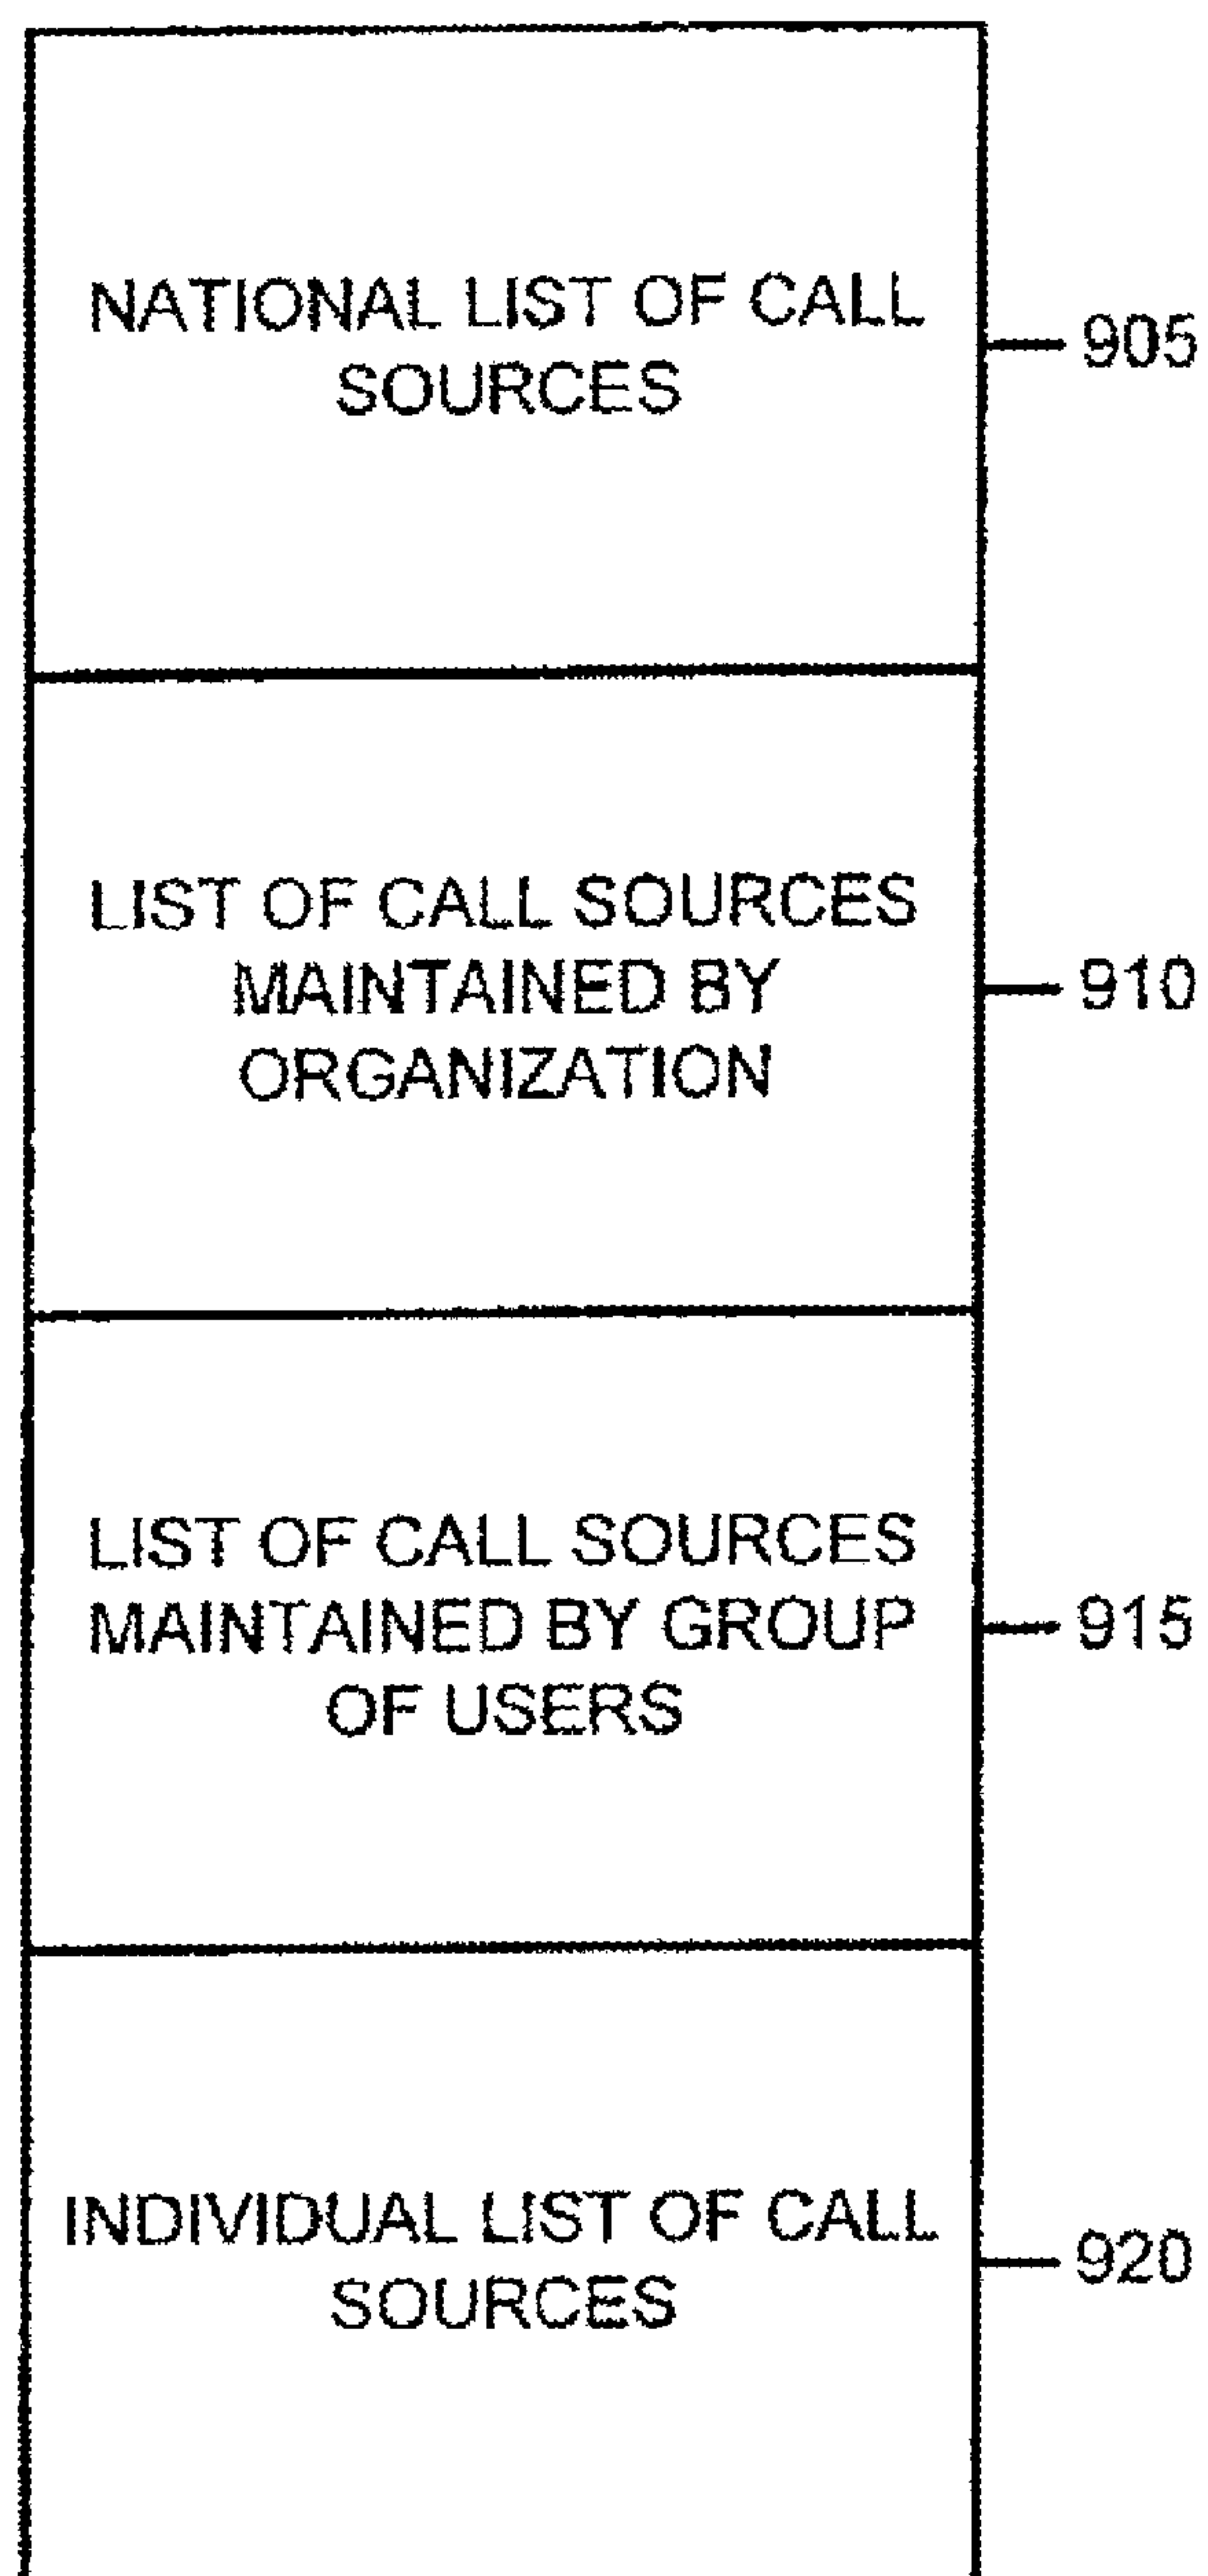 NATIONAL LIST OF CALL
SOURCES
905
LIST OF CALL SOURCES
MAINTAINED BY
ORGANIZATION
910
LIST OF CALL SOURCES
MAINTAINED BY GROUP
OF USERS
915
INDIVIDUAL LIST OF CALL
SOURCES
920